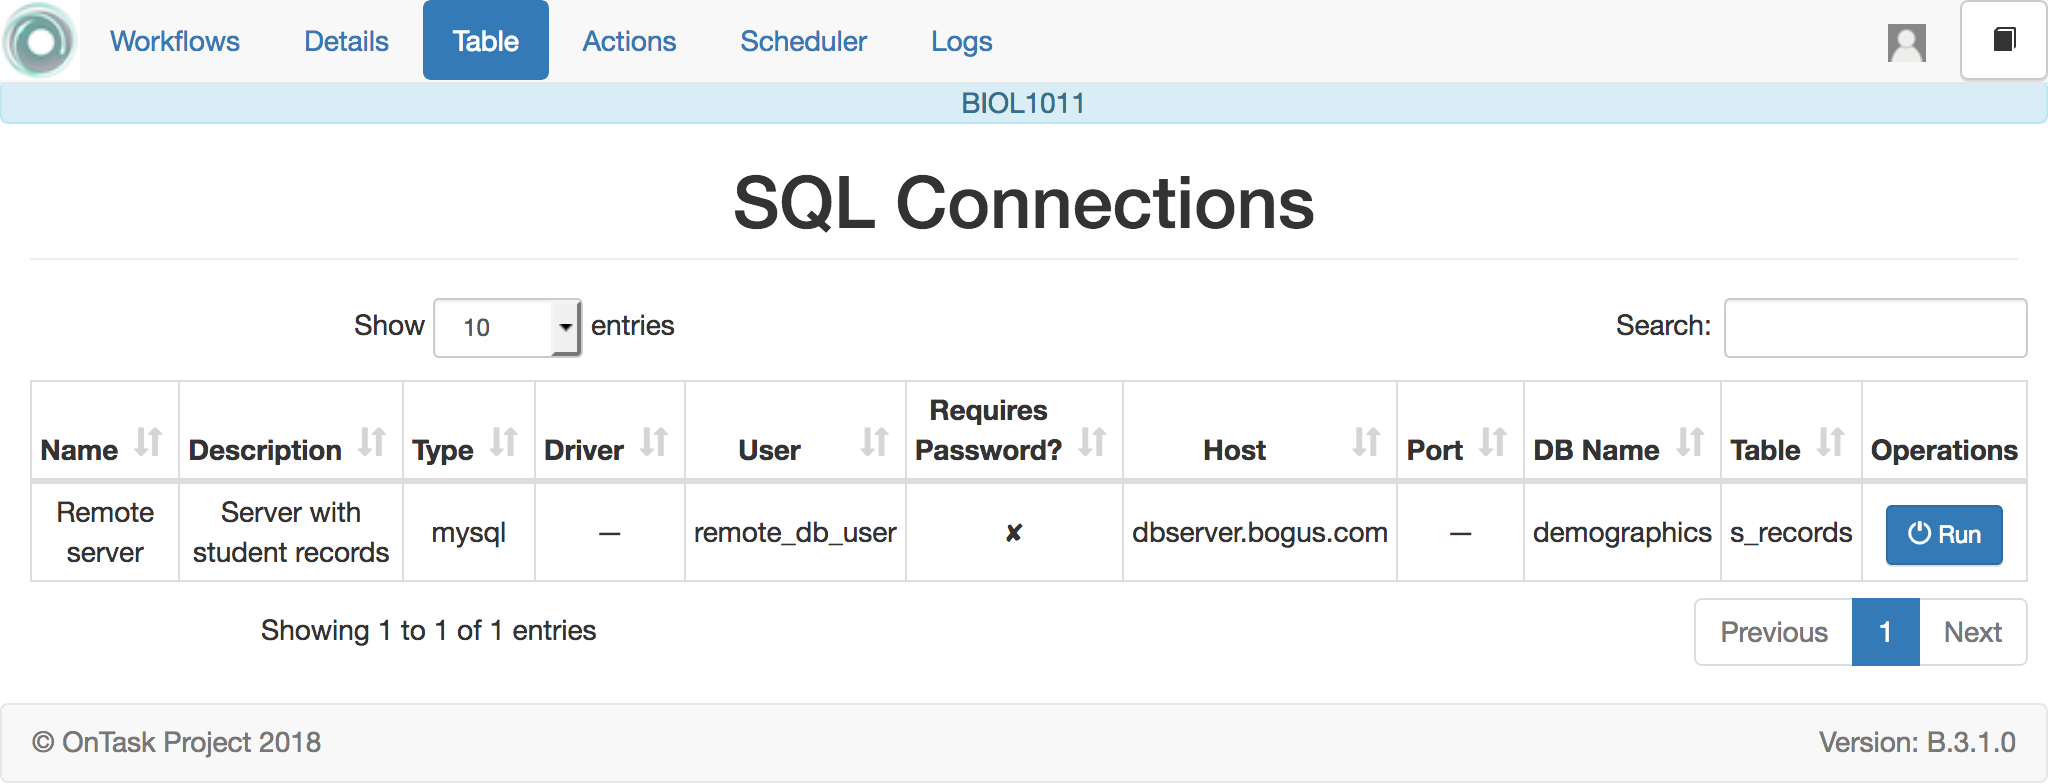 Workflows Details Table Actions Scheduler Logs
BIOL1011
SQL Connections
Show 10 entries Search:
Name Description Type Driver User Requires Password? Host Port DB Name Table Operations
Remote server Server with student records mysql — remote_db_user ✘ dbserver.bogus.com — demographics s_records Run
Showing 1 to 1 of 1 entries Previous 1 Next
© OnTask Project 2018 Version: B.3.1.0